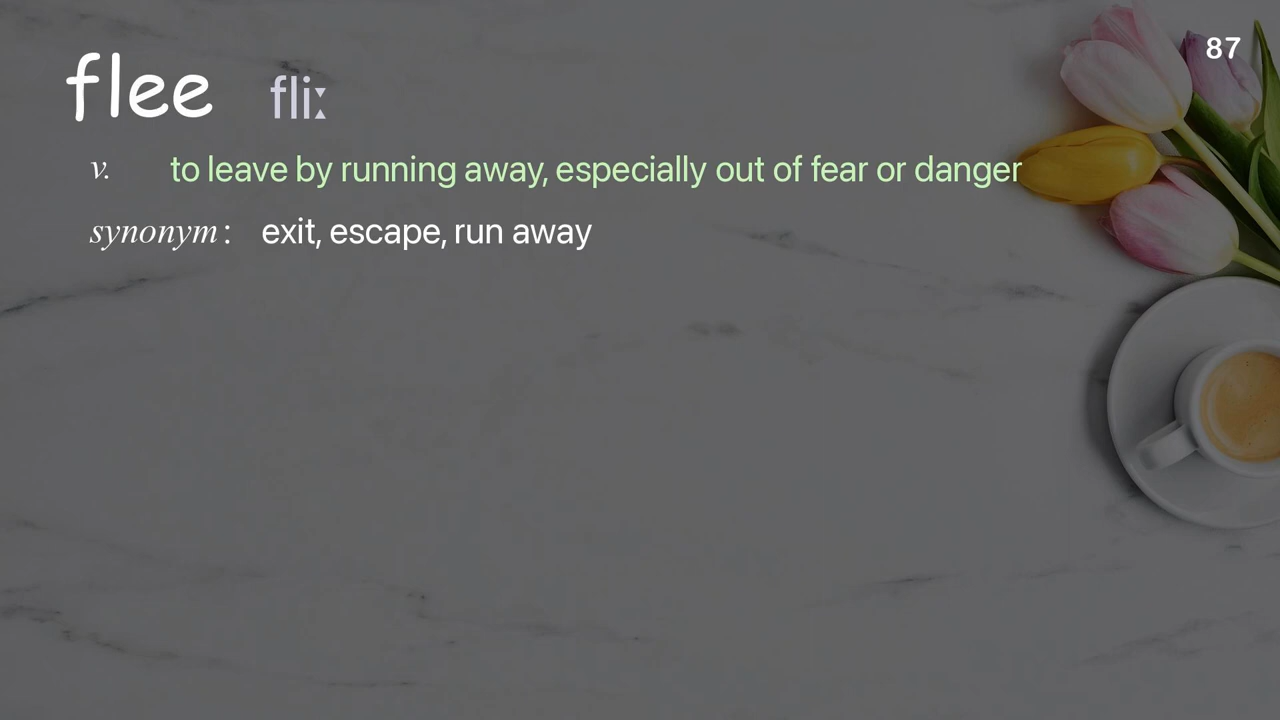 87
flee fliː
v. to leave by running away, especially out of fear or danger
synonym: exit, escape, run away